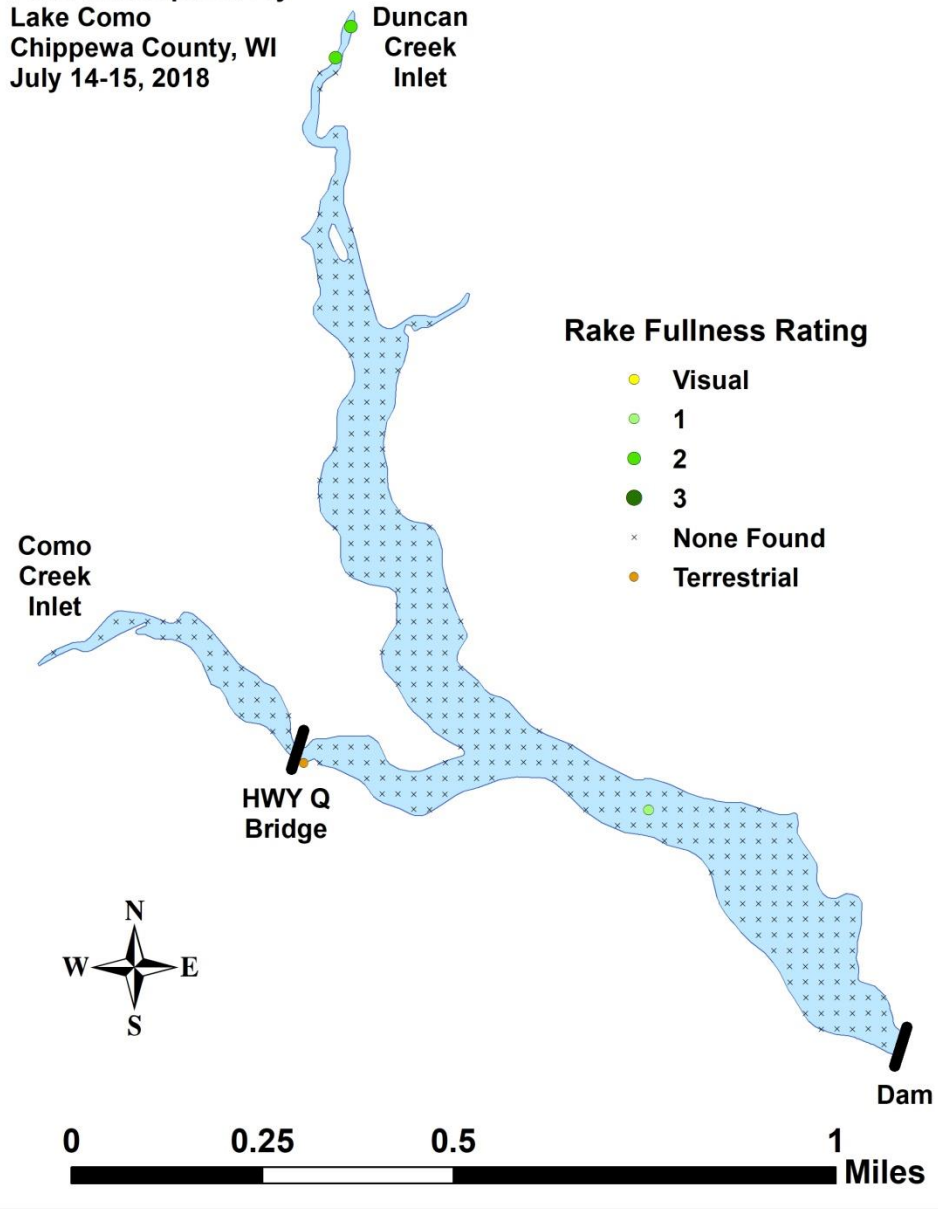 Lake Como
Chippewa County, WI
July 14-15, 2018
Duncan
Creek
Inlet
Rake Fullness Rating
Visual
1
2
3
None Found
Terrestrial
Como
Creek
Inlet
HWY Q
Bridge
N
W
E
S
Dam
0
0.25
0.5
1
Miles